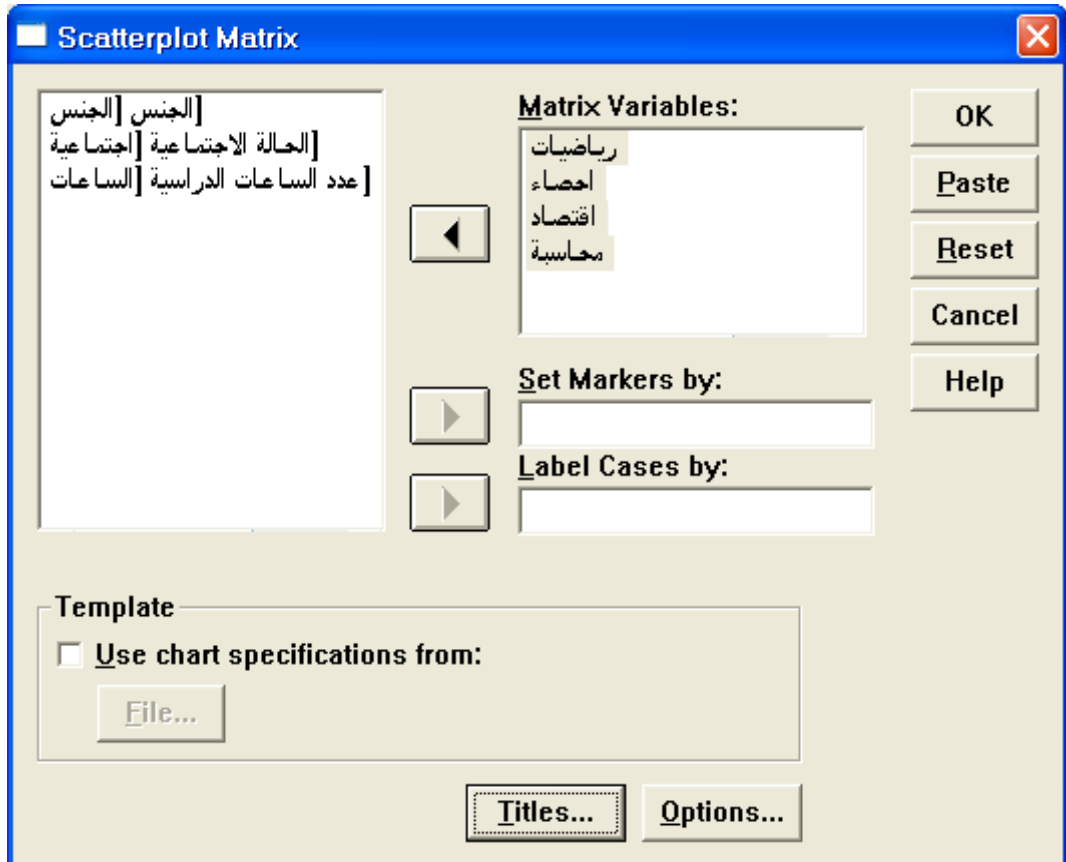 Scatterplot Matrix
الجنس [الجنس]
الحالة الاجتماعية [اجتماعية]
عدد الساعات الدراسية [الساعات]
Matrix Variables:
رياضيات
احصاء
اقتصاد
محاسبة
Set Markers by:
Label Cases by:
OK
Paste
Reset
Cancel
Help
Template
Use chart specifications from:
File...
Titles...
Options...